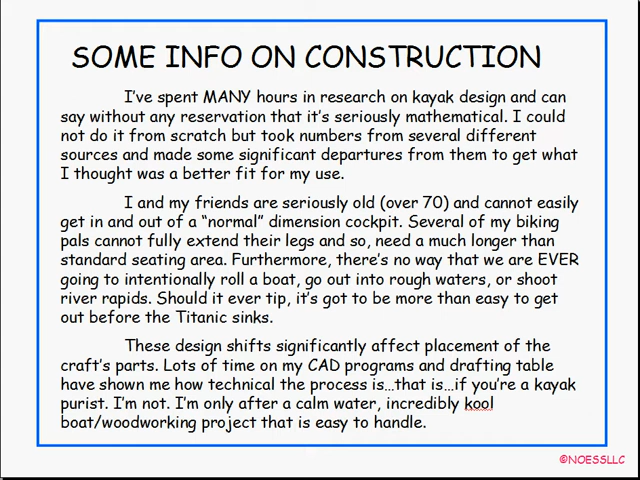 SOME INFO ON CONSTRUCTION
I've spent MANY hours in research on kayak design and can
say without any reservation that it's seriously mathematical. I could
not do it from scratch but took numbers from several different
sources and made some significant departures from them to get what
I thought was a better fit for my use.
I and my friends are seriously old (over 70) and cannot easily
get in and out of a “normal” dimension cockpit. Several of my biking
pals cannot fully extend their legs and so, need a much longer than
standard seating area. Furthermore, there's no way that we are EVER
going to intentionally roll a boat, go out into rough waters, or shoot
river rapids. Should it ever tip, it's got to be more than easy to get
out before the Titanic sinks.
These design shifts significantly affect placement of the
craft's parts. Lots of time on my CAD programs and drafting table
have shown me how technical the process is…that is…if you're a kayak
purist. I'm not. I'm only after a calm water, incredibly kool
boat/woodworking project that is easy to handle.
©NOESSLLC